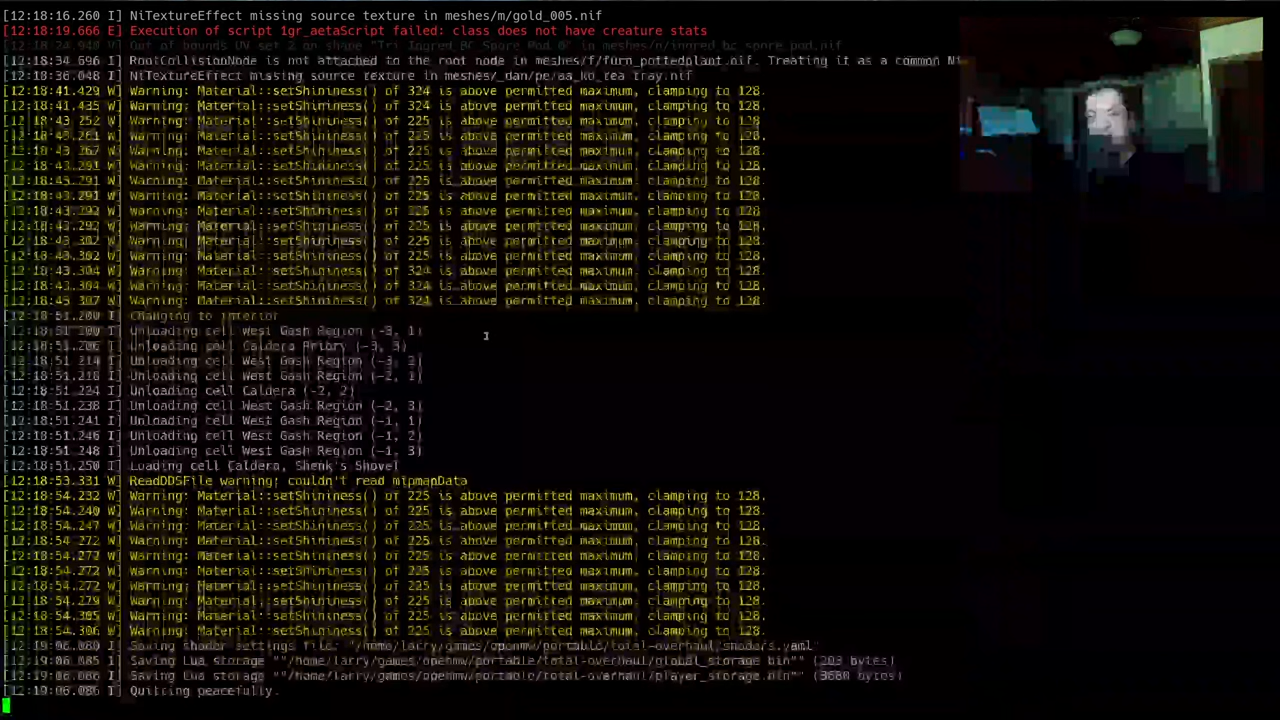 [12:18:16.260 I] NiTextureEffect missing source texture in meshes/m/gold_005.nif
[12:18:19.666 E] Execution of script 1gr_aetaScript failed: class does not have creature stats
[12:18:24.948 V] Out of bounds UV set 2 on shape "Tri Ingred_BC_Spore_Pod 0" in meshes/n/ingred_bc_spore_pod.nif
[12:18:34.696 I] RootCollisionNode is not attached to the root node in meshes/f/furn_pottedplant.nif. Treating it as a common Ni
[12:18:36.048 I] NiTextureEffect missing source texture in
[12:18:41.429 W] Warning: Material::setShininess() of 324 is above permitted maximum, clamping to 128.
[12:18:41.435 W] Warning: Material::setShininess() of 324 is above permitted maximum, clamping to 128.
[12:18:43.252 W] Warning: Material::setShininess() of 225 is above permitted maximum, clamping to 128.
[12:18:43.261 W] Warning: Material::setShininess() of 225 is above permitted maximum, clamping to 128.
[12:18:43.267 W] Warning: Material::setShininess() of 225 is above permitted maximum, clamping to 128.
[12:18:43.291 W] Warning: Material::setShininess() of 225 is above permitted maximum, clamping to 128.
[12:18:43.291 W] Warning: Material::setShininess() of 225 is above permitted maximum, clamping to 128.
[12:18:43.291 W] Warning: Material::setShininess() of 225 is above permitted maximum, clamping to 128.
[12:18:43.292 W] Warning: Material::setShininess() of 225 is above permitted maximum, clamping to 128.
[12:18:43.292 W] Warning: Material::setShininess() of 225 is above permitted maximum, clamping to 128.
[12:18:43.302 W] Warning: Material::setShininess() of 225 is above permitted maximum, clamping to 128.
[12:18:43.302 W] Warning: Material::setShininess() of 225 is above permitted maximum, clamping to 128.
[12:18:43.304 W] Warning: Material::setShininess() of 324 is above permitted maximum, clamping to 128.
[12:18:43.304 W] Warning: Material::setShininess() of 324 is above permitted maximum, clamping to 128.
[12:18:43.307 W] Warning: Material::setShininess() of 324 is above permitted maximum, clamping to 128.
[12:18:51.200 I] Changing to interior
[12:18:51.200 I] Unloading cell West Gash Region (-3, 1)
[12:18:51.206 I] Unloading cell Caldera Priory (-3, 3)
[12:18:51.214 I] Unloading cell West Gash Region (-3, 2)
[12:18:51.218 I] Unloading cell West Gash Region (-2, 1)
[12:18:51.224 I] Unloading cell Caldera (-2, 2)
[12:18:51.238 I] Unloading cell West Gash Region (-2, 3)
[12:18:51.241 I] Unloading cell West Gash Region (-1, 1)
[12:18:51.246 I] Unloading cell West Gash Region (-1, 2)
[12:18:51.248 I] Unloading cell West Gash Region (-1, 3)
[12:18:51.250 I] Loading cell Caldera, Shenk's Shovel
[12:18:53.331 W] ReadDDSFile warning: couldn't read mipmapData
[12:18:54.232 W] Warning: Material::setShininess() of 225 is above permitted maximum, clamping to 128.
[12:18:54.240 W] Warning: Material::setShininess() of 225 is above permitted maximum, clamping to 128.
[12:18:54.247 W] Warning: Material::setShininess() of 225 is above permitted maximum, clamping to 128.
[12:18:54.272 W] Warning: Material::setShininess() of 225 is above permitted maximum, clamping to 128.
[12:18:54.272 W] Warning: Material::setShininess() of 225 is above permitted maximum, clamping to 128.
[12:18:54.272 W] Warning: Material::setShininess() of 225 is above permitted maximum, clamping to 128.
[12:18:54.272 W] Warning: Material::setShininess() of 225 is above permitted maximum, clamping to 128.
[12:18:54.279 W] Warning: Material::setShininess() of 225 is above permitted maximum, clamping to 128.
[12:18:54.305 W] Warning: Material::setShininess() of 225 is above permitted maximum, clamping to 128.
[12:18:54.306 W] Warning: Material::setShininess() of 225 is above permitted maximum, clamping to 128.
[12:19:06.080 I] Saving shader settings file: "/home/larry/games/openmw/portable/total-overhaul/shaders.yaml"
[12:19:06.085 I] Saving Lua storage ""/home/larry/games/openmw/portable/total-overhaul/global_storage.bin"" (203 bytes)
[12:19:06.086 I] Saving Lua storage ""/home/larry/games/openmw/portable/total-overhaul/player_storage.bin"" (3680 bytes)
[12:19:06.086 I] Quitting peacefully.